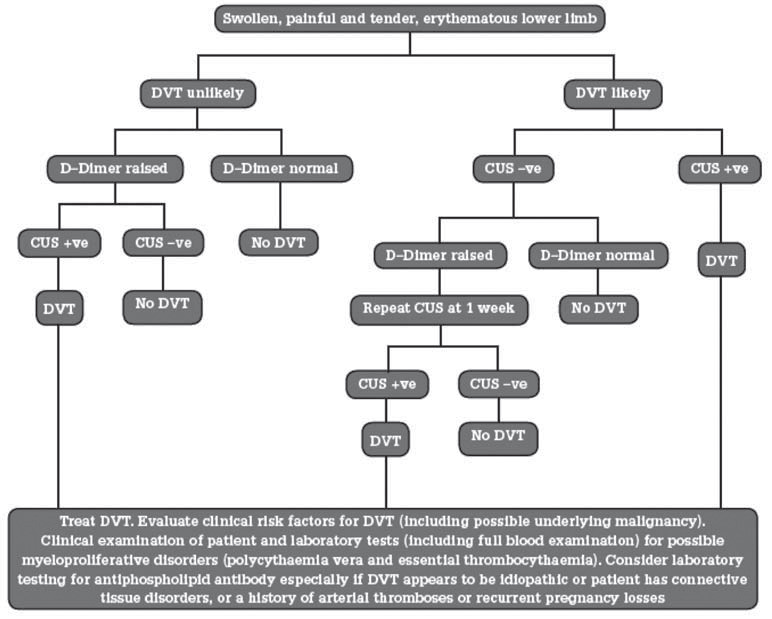 Swollen, painful and tender, erythematous lower limb
DVT unlikely
DVT likely
D–Dimer raised
D–Dimer normal
CUS –ve
CUS +ve
CUS +ve
CUS –ve
No DVT
D–Dimer raised
D–Dimer normal
DVT
DVT
No DVT
Repeat CUS at 1 week
No DVT
CUS +ve
CUS –ve
DVT
No DVT
Treat DVT. Evaluate clinical risk factors for DVT (including possible underlying malignancy).
Clinical examination of patient and laboratory tests (including full blood examination) for possible
myeloproliferative disorders (polycythaemia vera and essential thrombocythaemia). Consider laboratory
testing for antiphospholipid antibody especially if DVT appears to be idiopathic or patient has connective
tissue disorders, or a history of arterial thromboses or recurrent pregnancy losses